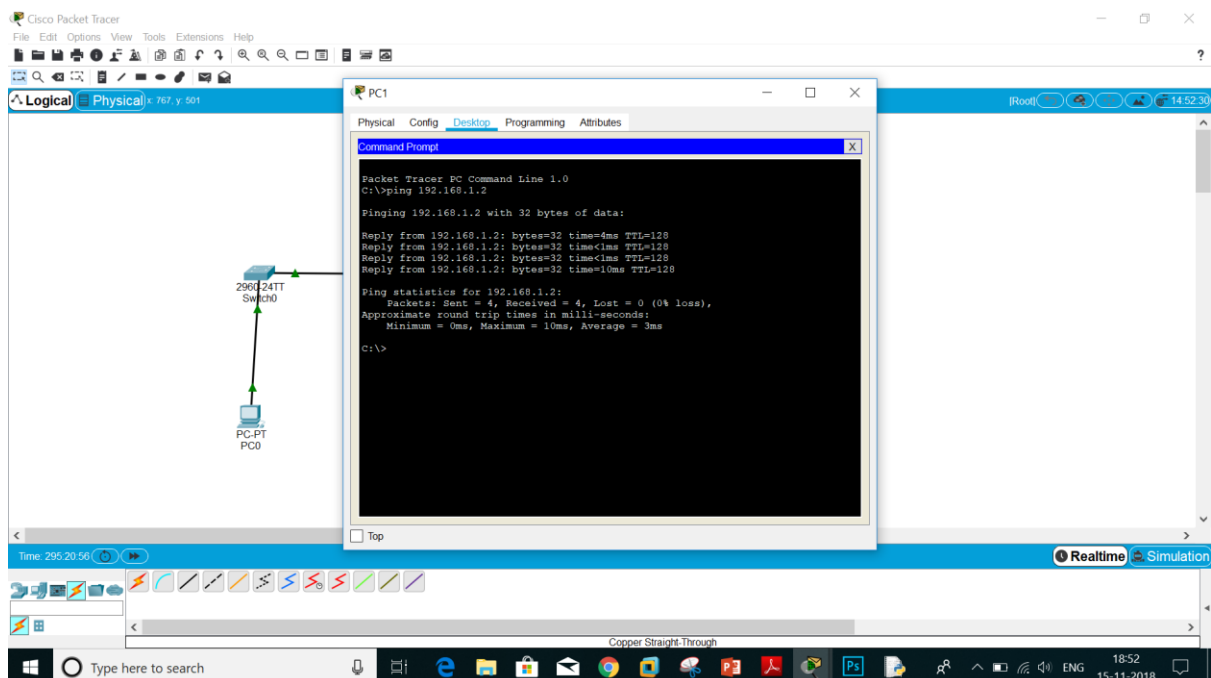 Cisco Packet Tracer
File Edit Options View Tools Extensions Help
?
Logical Physical x: 767, y: 501
[Root] 14:52:30
PC1
Physical Config Desktop Programming Attributes
Command Prompt X
Packet Tracer PC Command Line 1.0
C:\>ping 192.168.1.2
Pinging 192.168.1.2 with 32 bytes of data:
Reply from 192.168.1.2: bytes=32 time=4ms TTL=128
Reply from 192.168.1.2: bytes=32 time<1ms TTL=128
Reply from 192.168.1.2: bytes=32 time<1ms TTL=128
Reply from 192.168.1.2: bytes=32 time=10ms TTL=128
Ping statistics for 192.168.1.2:
Packets: Sent = 4, Received = 4, Lost = 0 (0% loss),
Approximate round trip times in milli-seconds:
Minimum = 0ms, Maximum = 10ms, Average = 3ms
C:\>
2960-24TT
Switch0
PC-PT
PC0
Top
Time: 295:20:56
Realtime Simulation
Copper Straight-Through
Type here to search
Ps
ENG
18:52
15-11-2018